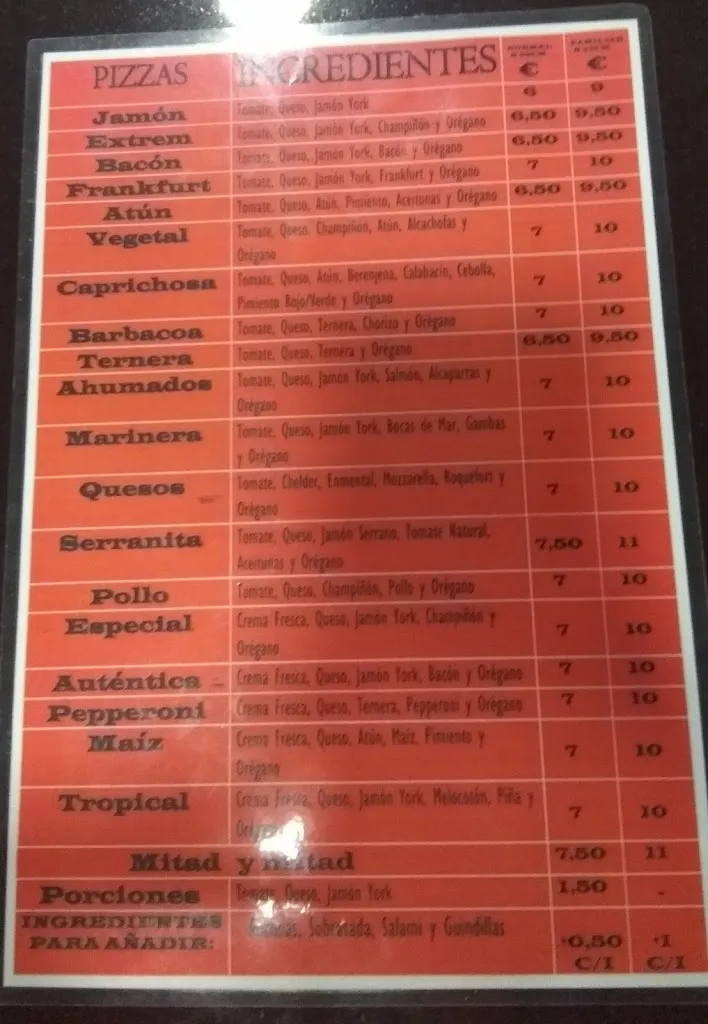 PIZZAS INGREDIENTES € €
Jamón Tomate, Queso, Jamón York 6 9
Extrem Tomate, Queso, Jamón York, Champiñón y Orégano 6,50 9,50
Bacón Tomate, Queso, Jamón York, Bacón y Orégano 6,50 9,50
Frankfurt Tomate, Queso, Jamón York, Frankfurt y Orégano 7 10
Atún Tomate, Queso, Atún, Pimiento, Aceitunas y Orégano 6,50 9,50
Vegetal Tomate, Queso, Champiñón, Atún, Alcachofas y 7 10
Orégano
Caprichosa Tomate, Queso, Atún, Berenjena, Calabacín, Cebolla, 7 10
Pimiento Rojo/Verde y Orégano
Barbacoa Tomate, Queso, Ternera, Chorizo y Orégano 7 10
Ternera Tomate, Queso, Ternera y Orégano 6,50 9,50
Ahumados Tomate, Queso, Jamón York, Salmón, Alcaparras y 7 10
Orégano
Marinera Tomate, Queso, Jamón York, Bocas de Mar, Gambas 7 10
y Orégano
Quesos Tomate, Chelder, Enmental, Mozzarella, Roquefort y 7 10
Orégano
Serranita Tomate, Queso, Jamón Serrano, Tomate Natural, 7,50 11
Aceitunas y Orégano
Pollo Tomate, Queso, Champiñón, Pollo y Orégano 7 10
Especial Crema Fresca, Queso, Jamón York, Champiñón y 7 10
Orégano
Auténtica Crema Fresca, Queso, Jamón York, Bacón y Orégano 7 10
Pepperoni Crema Fresca, Queso, Ternera, Pepperoni y Orégano 7 10
Maíz Crema Fresca, Queso, Atún, Maíz, Pimiento y 7 10
Orégano
Tropical Crema Fresca, Queso, Jamón York, Melocotón, Piña y 7 10
Orégano
Mitad y mitad 7,50 11
Porciones Tomate, Queso, Jamón York 1,50 -
INGREDIENTES Sobrasada, Salami y Guindillas
PARA AÑADIR: +0,50 +1
C/I C/I